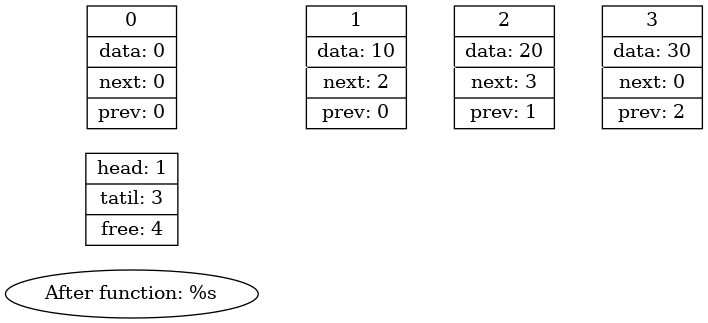 0
data: 0
next: 0
prev: 0
1
data: 10
next: 2
prev: 0
2
data: 20
next: 3
prev: 1
3
data: 30
next: 0
prev: 2
head: 1
tatil: 3
free: 4
After function: %s